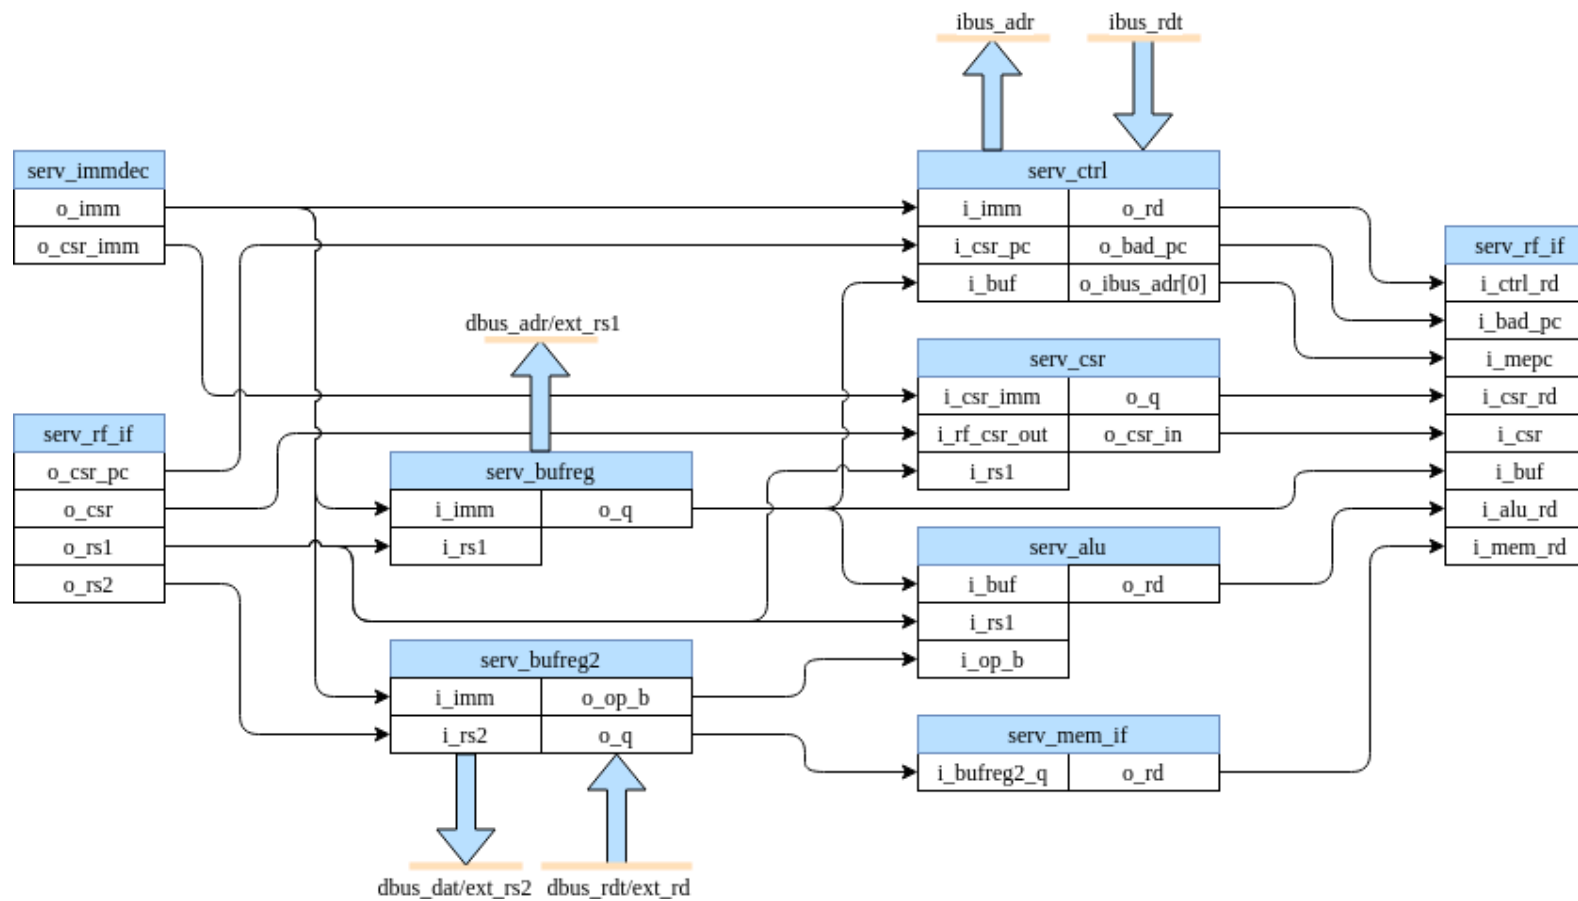 ibus_adr
ibus_rdt
serv_immdec
o_imm
o_csr_imm
serv_rf_if
o_csr_pc
o_csr
o_rs1
o_rs2
dbus_adr/ext_rs1
serv_bufreg
i_imm
o_q
i_rs1
serv_bufreg2
i_imm
o_op_b
i_rs2
o_q
dbus_dat/ext_rs2
dbus_rdt/ext_rd
serv_ctrl
i_imm
o_rd
i_csr_pc
o_bad_pc
i_buf
o_ibus_adr[0]
serv_csr
i_csr_imm
o_q
i_rf_csr_out
o_csr_in
i_rs1
serv_alu
i_buf
o_rd
i_rs1
i_op_b
serv_mem_if
i_bufreg2_q
o_rd
serv_rf_if
i_ctrl_rd
i_bad_pc
i_mepc
i_csr_rd
i_csr
i_buf
i_alu_rd
i_mem_rd